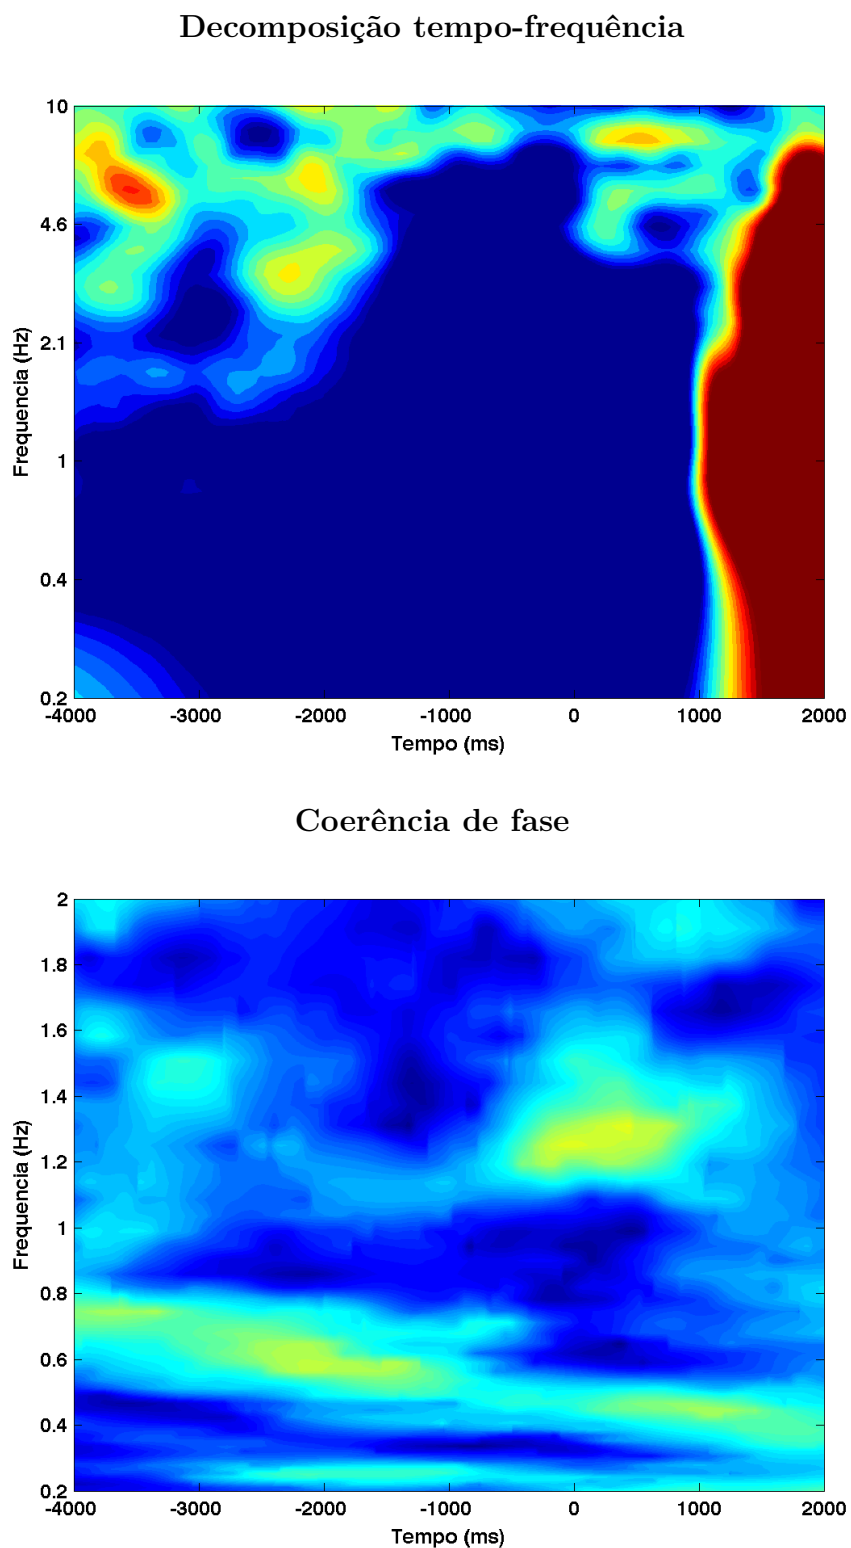 Decomposição tempo-frequência
10
4.6
2.1
1
0.4
0.2
Frequencia (Hz)
-4000 -3000 -2000 -1000 0 1000 2000
Tempo (ms)
Coerência de fase
2
1.8
1.6
1.4
1.2
1
0.8
0.6
0.4
0.2
Frequencia (Hz)
-4000 -3000 -2000 -1000 0 1000 2000
Tempo (ms)